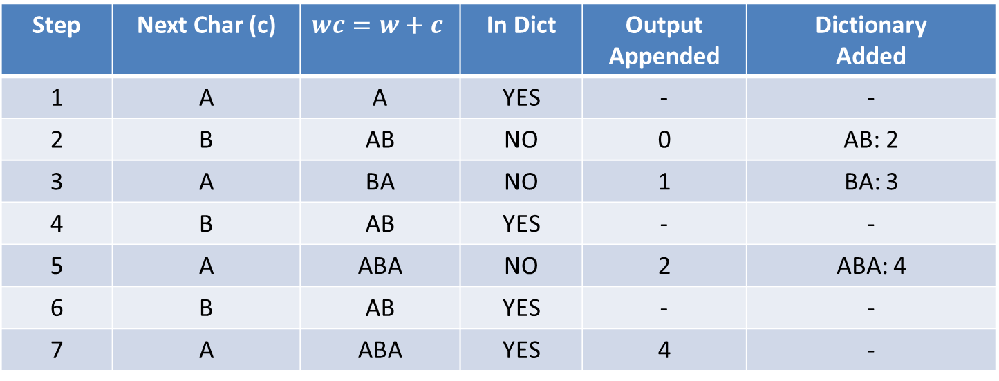 Step Next Char (c) 𝒘𝒄 = 𝒘 + 𝒄 In Dict Output Appended Dictionary Added
1 A A YES - -
2 B AB NO 0 AB: 2
3 A BA NO 1 BA: 3
4 B AB YES - -
5 A ABA NO 2 ABA: 4
6 B AB YES - -
7 A ABA YES 4 -